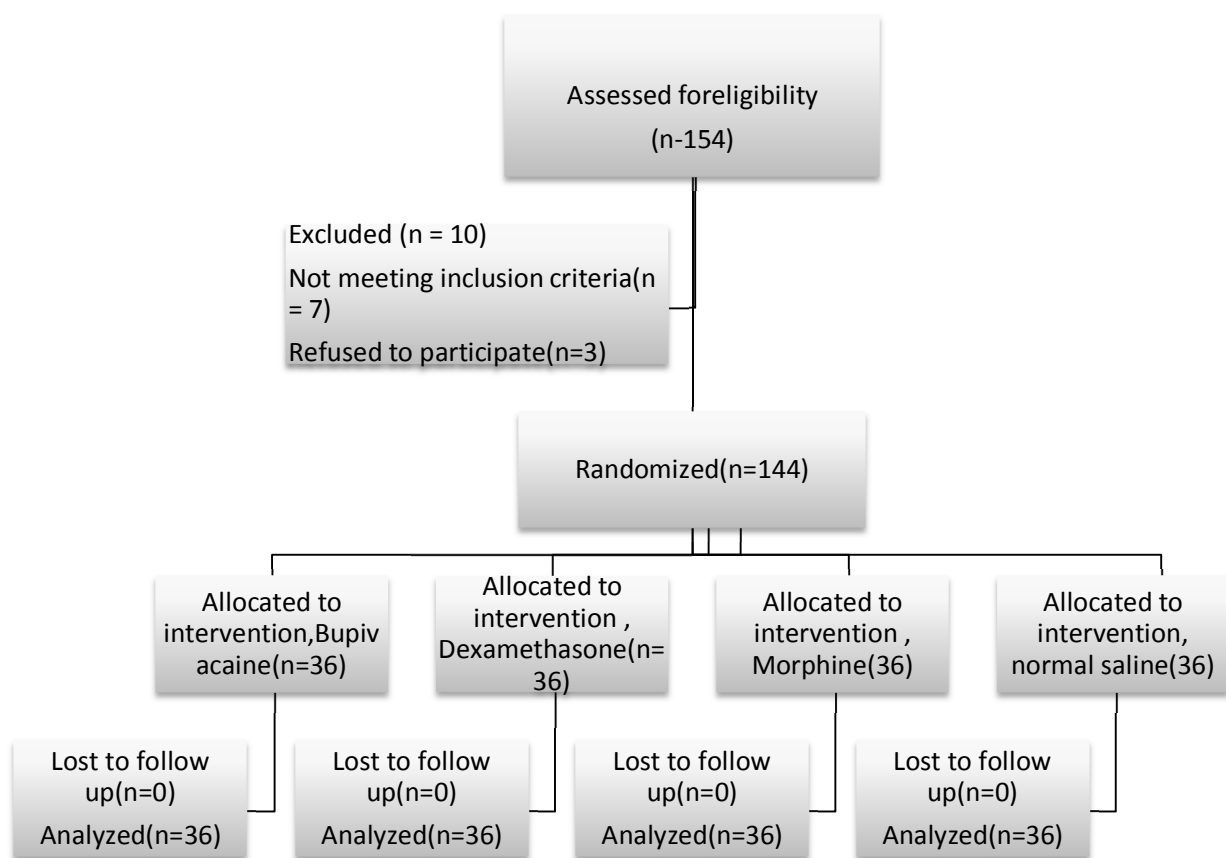 Assessed foreligibility
(n-154)
Excluded (n = 10)
Not meeting inclusion criteria(n
= 7)
Refused to participate(n=3)
Randomized(n=144)
Allocated to
intervention,Bupiv
acaine(n=36)
Allocated to
intervention ,
Dexamethasone(n=
36)
Allocated to
intervention ,
Morphine(36)
Allocated to
intervention,
normal saline(36)
Lost to follow
up(n=0)
Analyzed(n=36)
Lost to follow
up(n=0)
Analyzed(n=36)
Lost to follow
up(n=0)
Analyzed(n=36)
Lost to follow
up(n=0)
Analyzed(n=36)